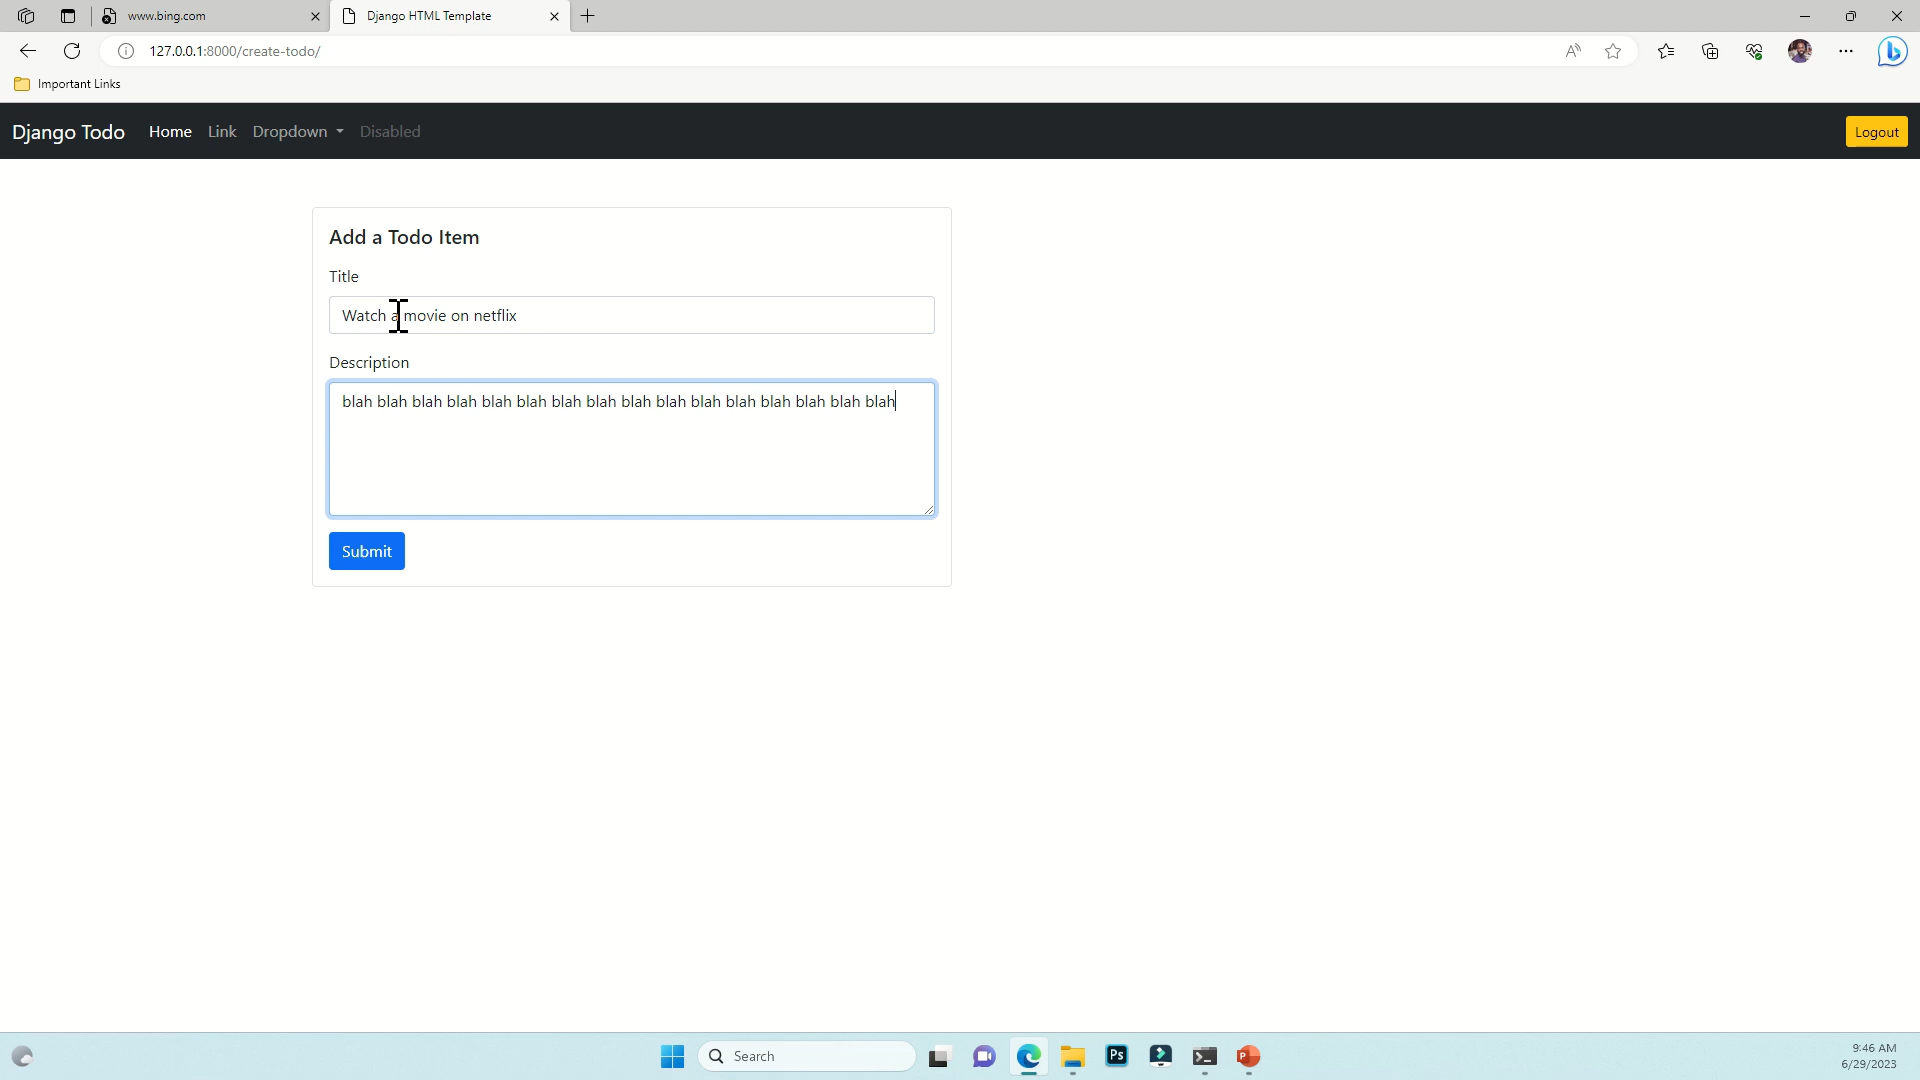 www.bing.com
Django HTML Template
127.0.0.1:8000/create-todo/
Important Links
Django Todo Home Link Dropdown Disabled Logout
Add a Todo Item
Title
Watch a movie on netflix
Description
blah blah blah blah blah blah blah blah blah blah blah blah blah blah blah blah
Submit
Search
Ps
P
9:46 AM
6/29/2023